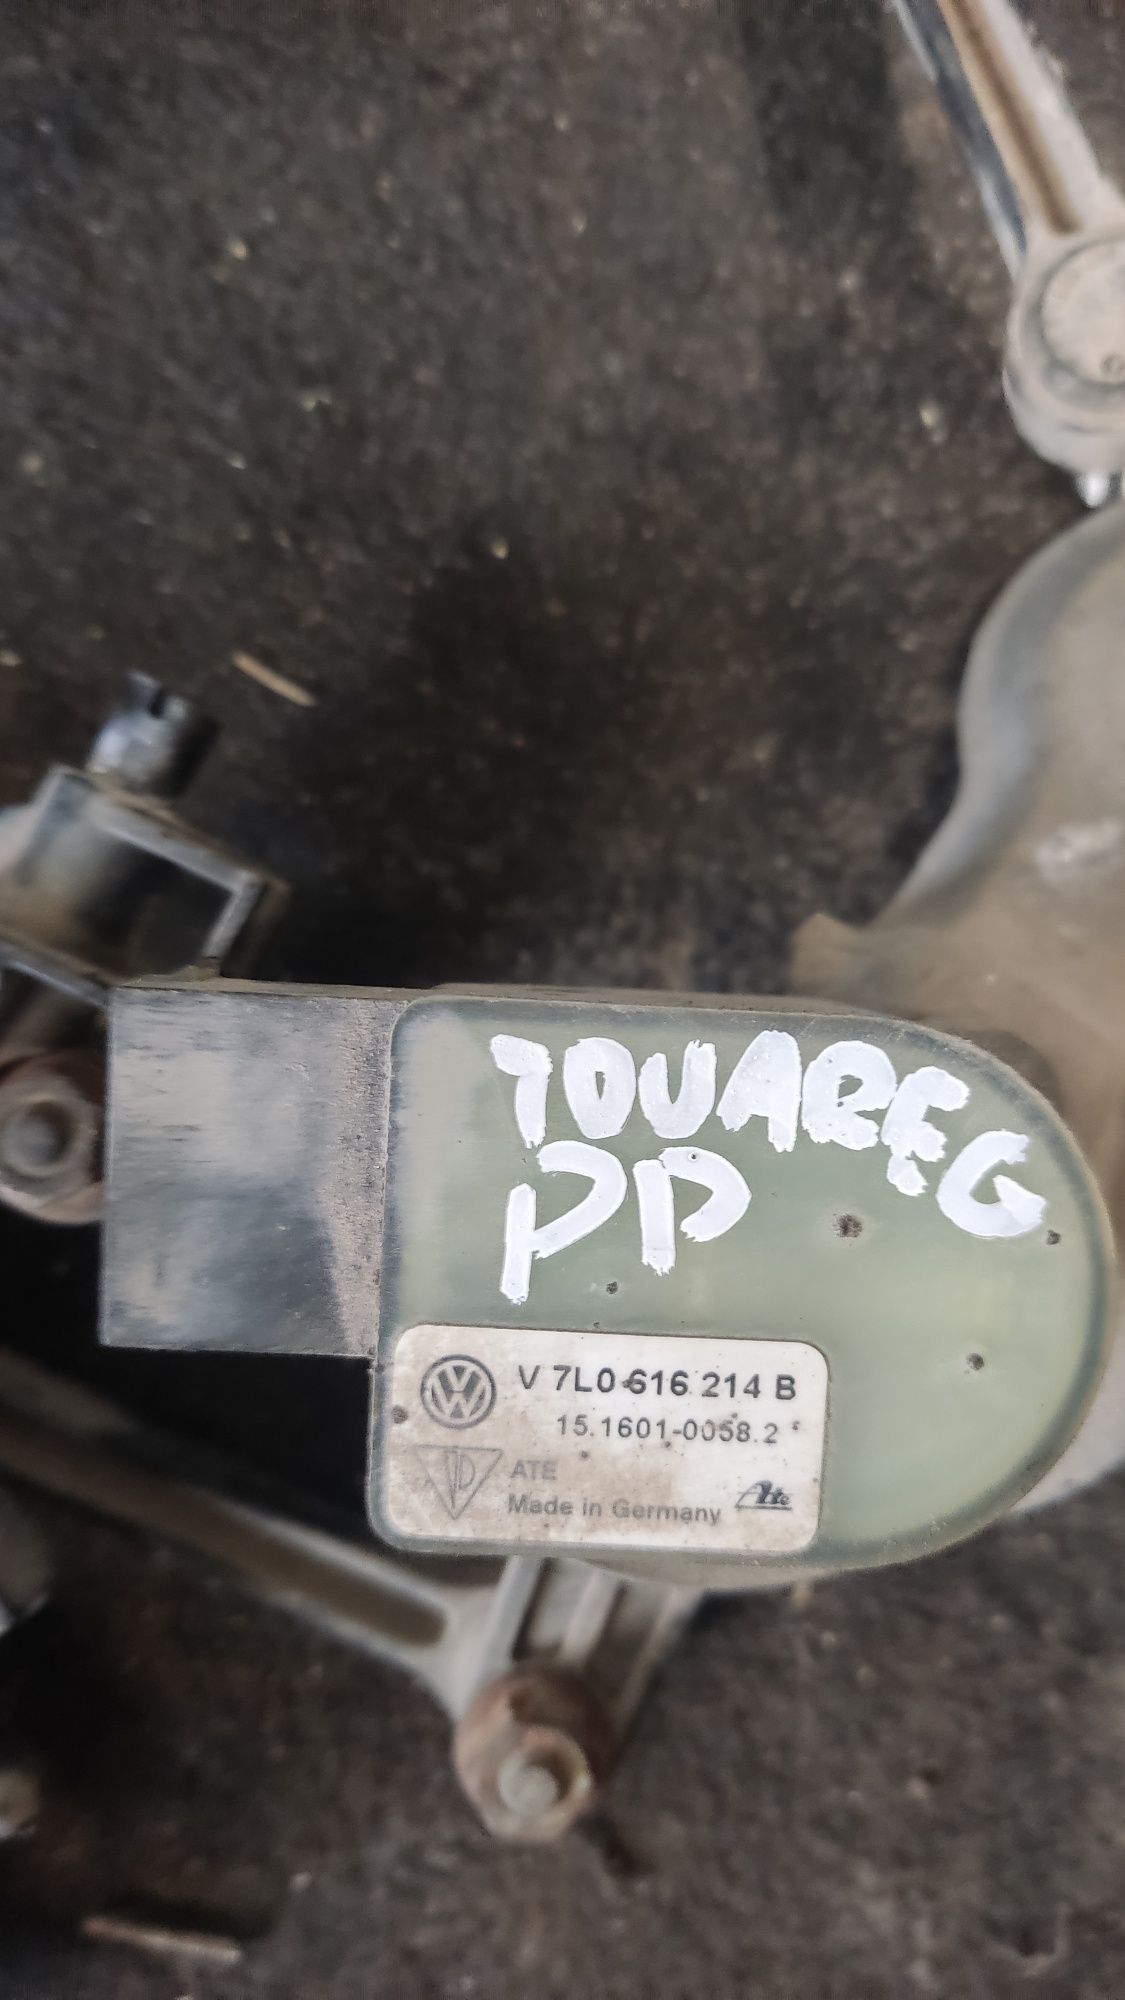 TOUAREG
PP
V 7L0 616 214 B
15.1601-0058.2
ATE
Made in Germany
Ate